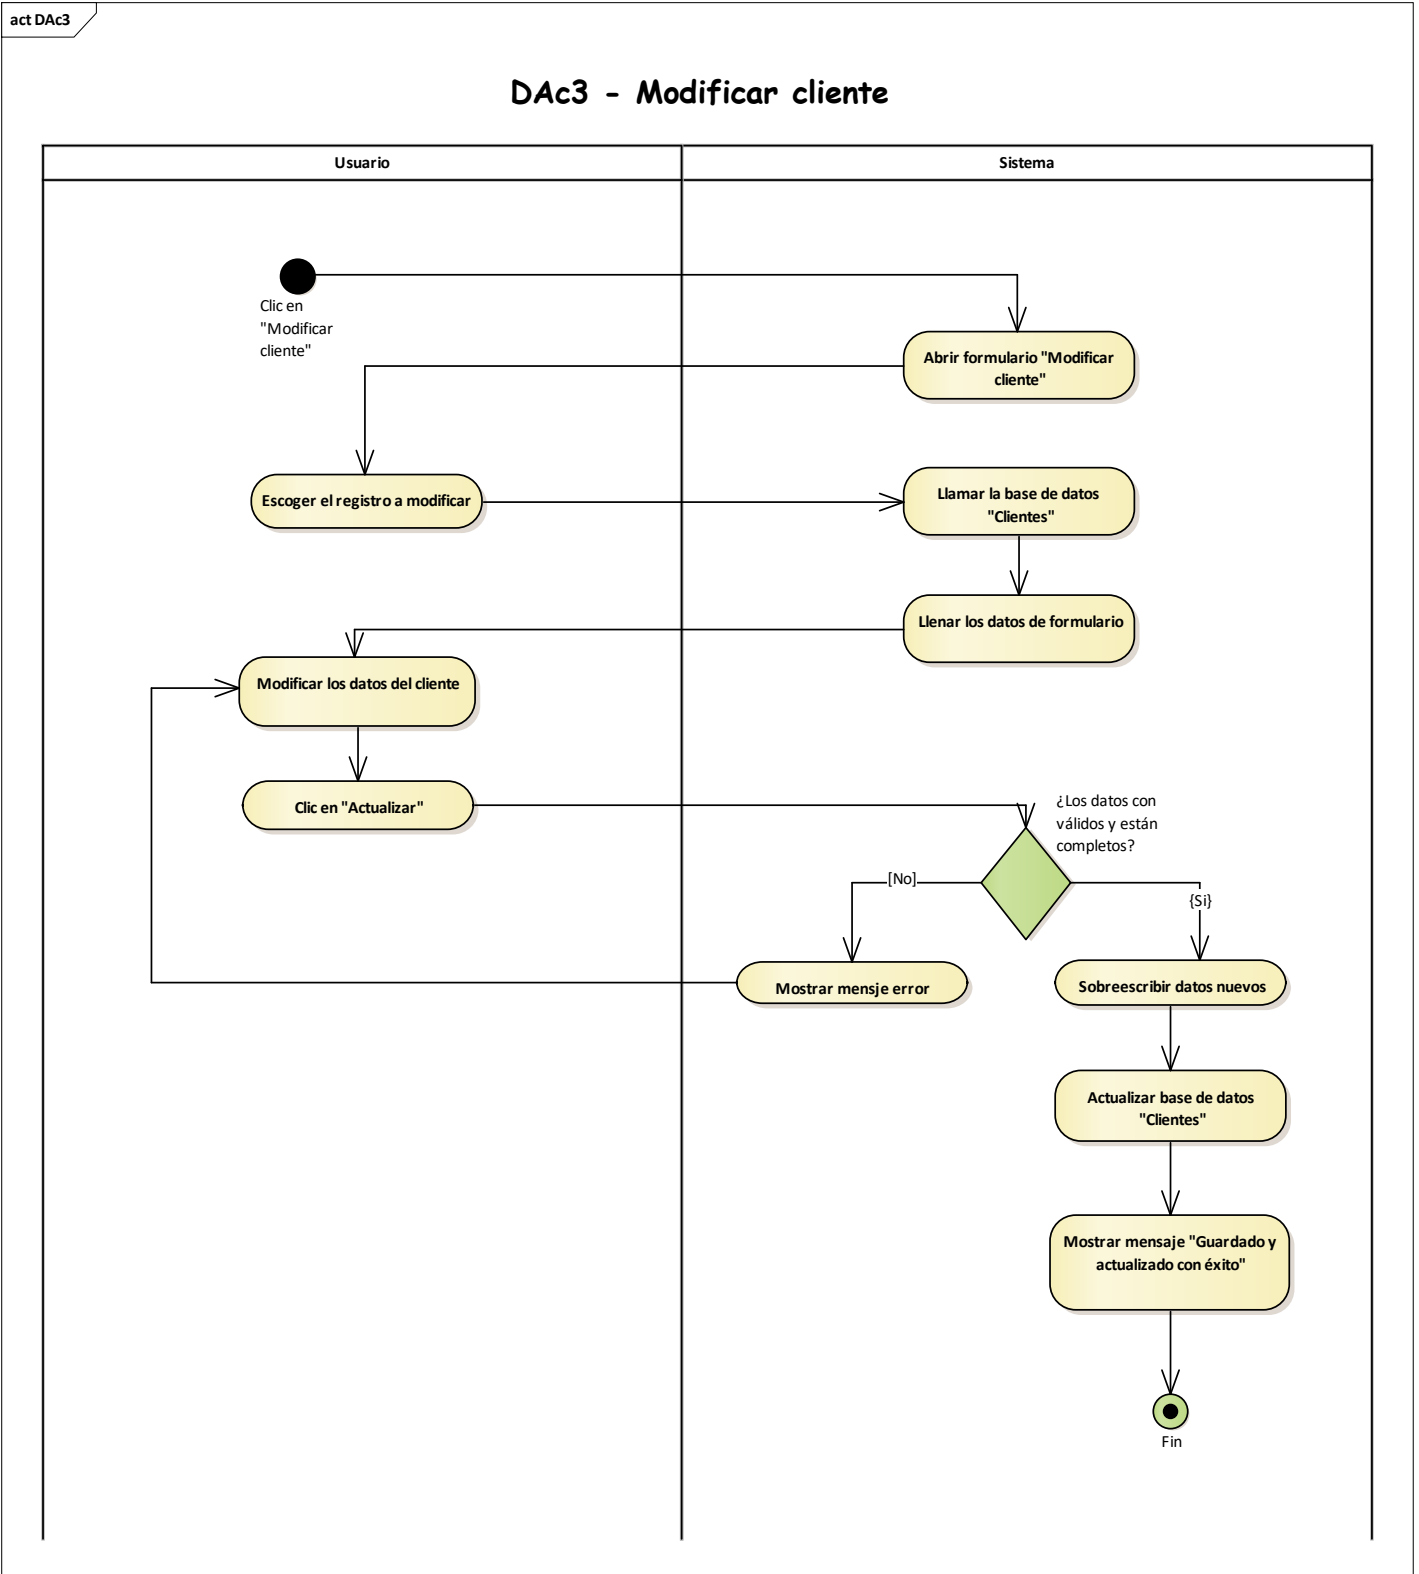 act DAc3
DAc3 - Modificar cliente
Usuario
Sistema
Clic en
"Modificar
cliente"
Abrir formulario "Modificar
cliente"
Escoger el registro a modificar
Llamar la base de datos
"Clientes"
Llenar los datos de formulario
Modificar los datos del cliente
Clic en "Actualizar"
¿Los datos con
válidos y están
completos?
[No]
{Si}
Mostrar mensje error
Sobreescribir datos nuevos
Actualizar base de datos
"Clientes"
Mostrar mensaje "Guardado y
actualizado con éxito"
Fin